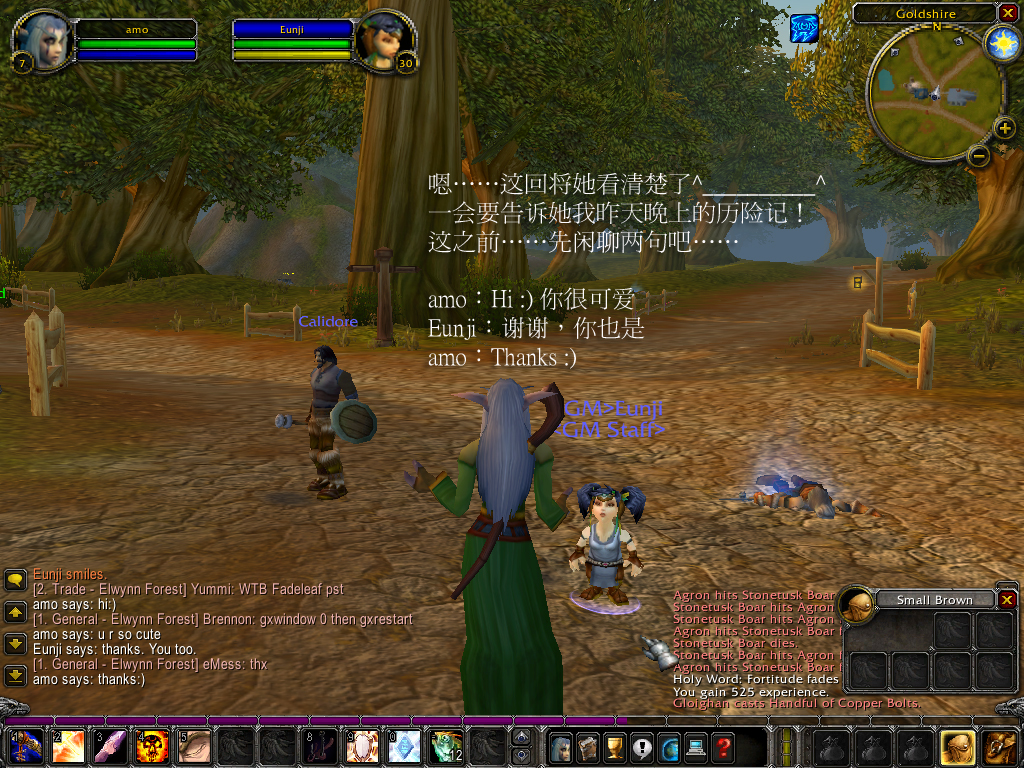 amo
7
Eunji
30
Goldshire
N
嗯……这回将她看清楚了^__________^
一会要告诉她我昨天晚上的历险记！
这之前……先闲聊两句吧……
amo：Hi :) 你很可爱
Eunji：谢谢，你也是
amo：Thanks :)
Calidore
<GM>Eunji
<GM Staff>
Eunji smiles.
[2. Trade - Elwynn Forest] Yummi: WTB Fadeleaf pst
amo says: hi:)
[1. General - Elwynn Forest] Brennon: gxwindow 0 then gxrestart
amo says: u r so cute
Eunji says: thanks. You too.
[1. General - Elwynn Forest] eMess: thx
amo says: thanks:)
Agron hits Stonetusk Boar
Stonetusk Boar hits Agron
Stonetusk Boar hits Agron
Agron hits Stonetusk Boar
Stonetusk Boar dies.
Stonetusk Boar hits Agron
Agron hits Stonetusk Boar
Holy Word: Fortitude fades
You gain 525 experience.
Gloighan casts Handful of Copper Bolts.
Small Brown
2 3 4 5 8 0 12